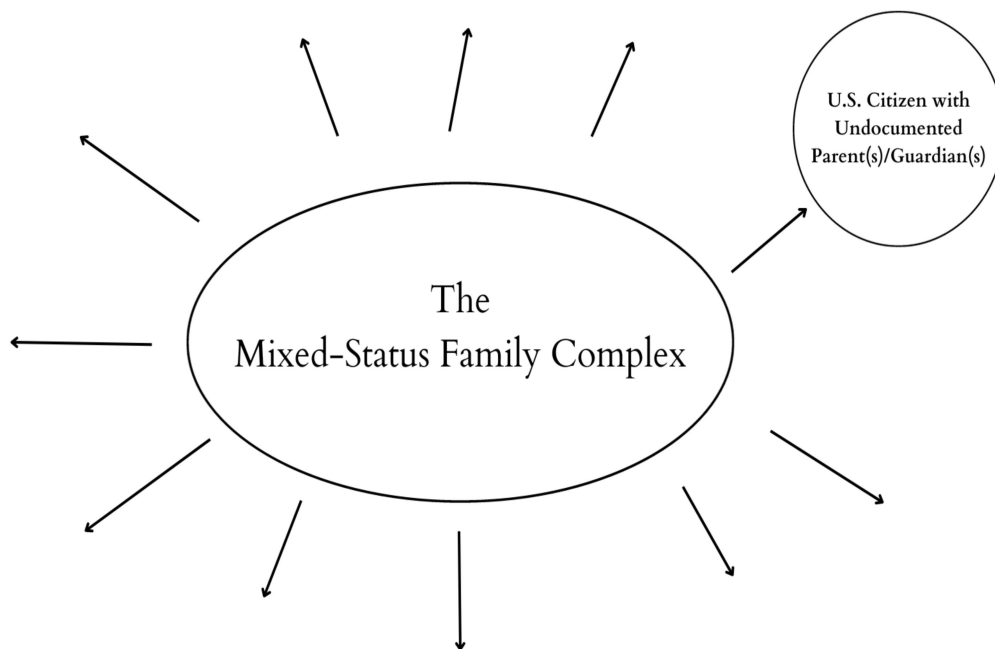 U.S. Citizen with
Undocumented
Parent(s)/Guardian(s)
The
Mixed-Status Family Complex